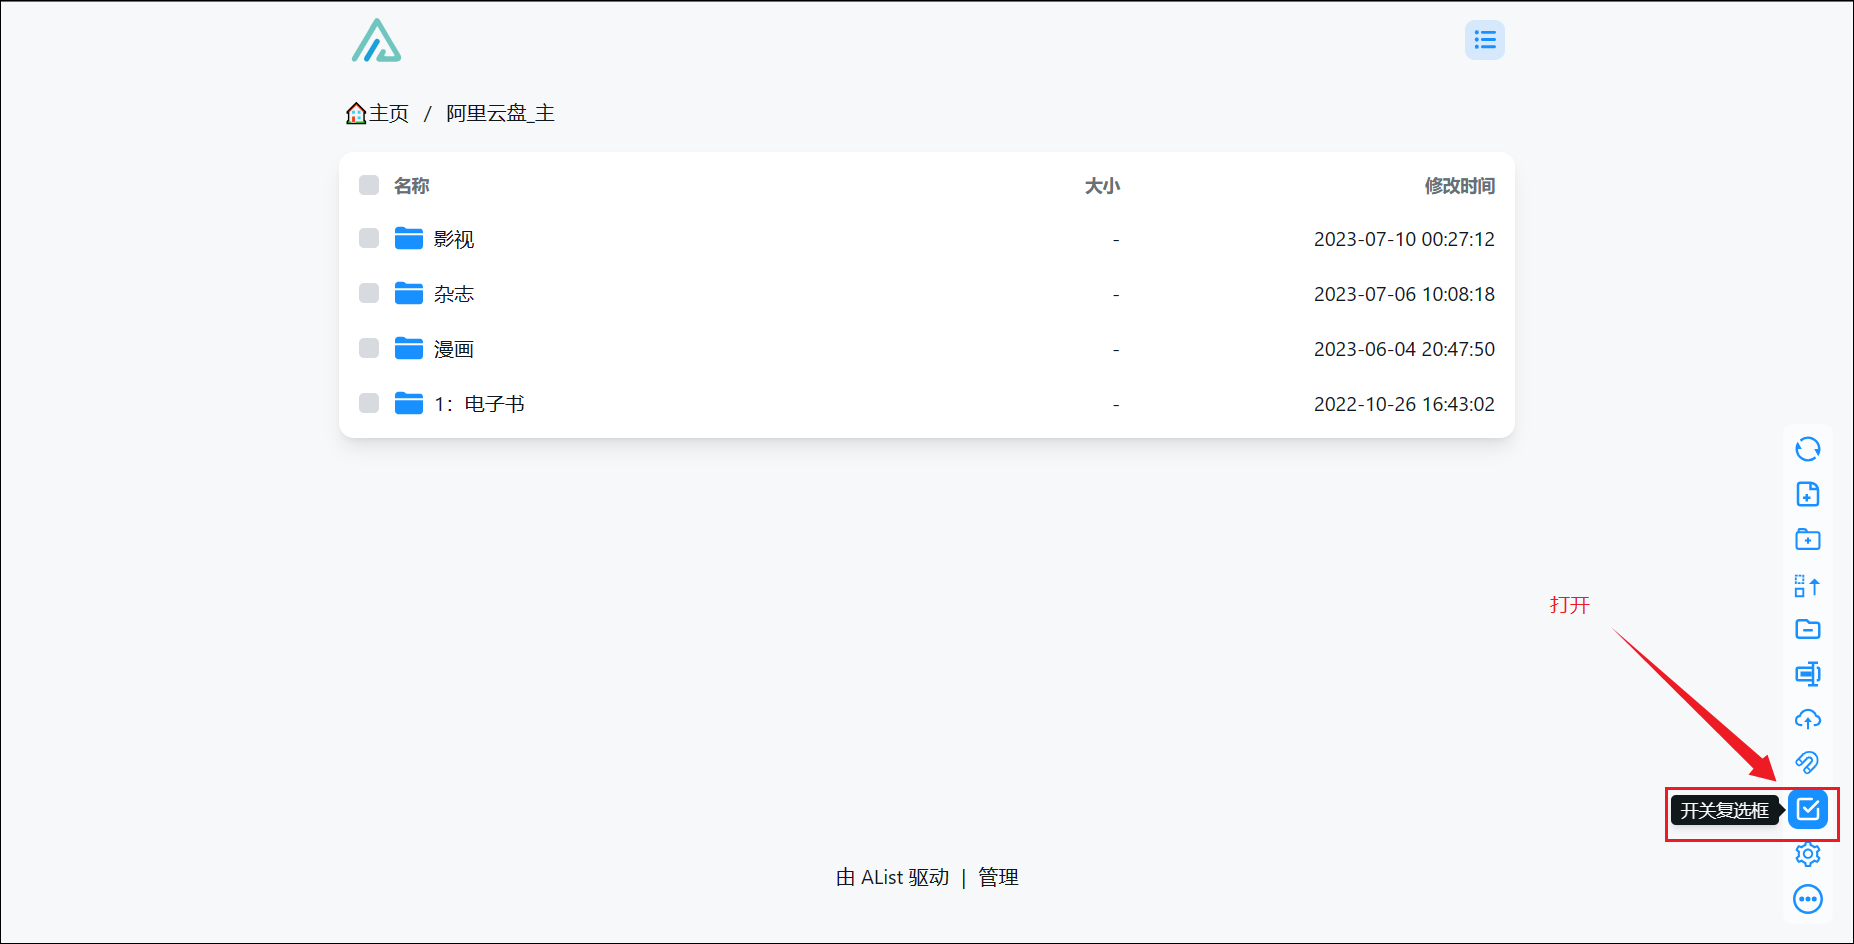 主页 / 阿里云盘_主
名称 大小 修改时间
影视 - 2023-07-10 00:27:12
杂志 - 2023-07-06 10:08:18
漫画 - 2023-06-04 20:47:50
1：电子书 - 2022-10-26 16:43:02
打开
开关复选框
由 AList 驱动 | 管理